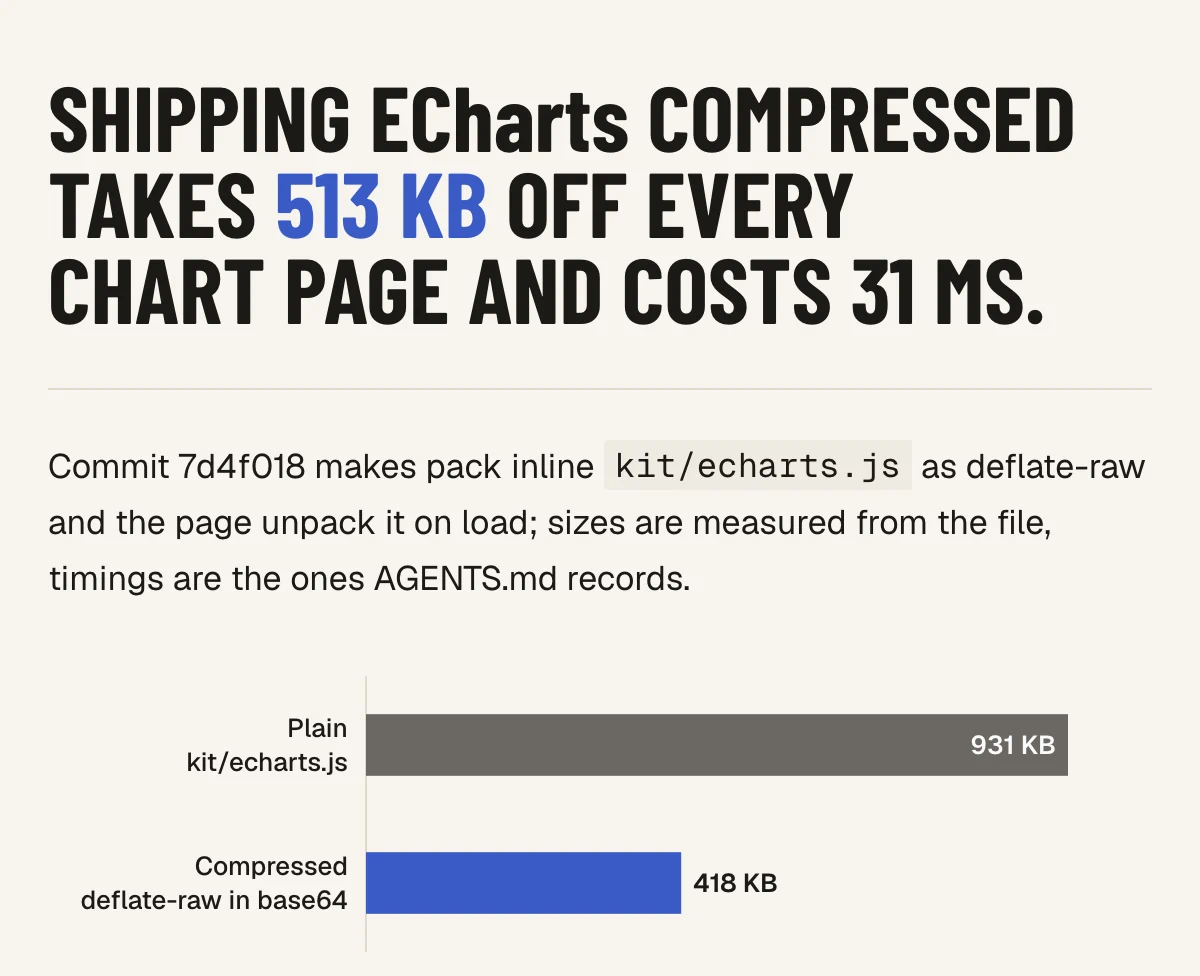 SHIPPING ECharts COMPRESSED
TAKES 513 KB OFF EVERY
CHART PAGE AND COSTS 31 MS.
Commit 7d4f018 makes pack inline kit/echarts.js as deflate-raw
and the page unpack it on load; sizes are measured from the file,
timings are the ones AGENTS.md records.
Plain
kit/echarts.js
931 KB
Compressed
deflate-raw in base64
418 KB